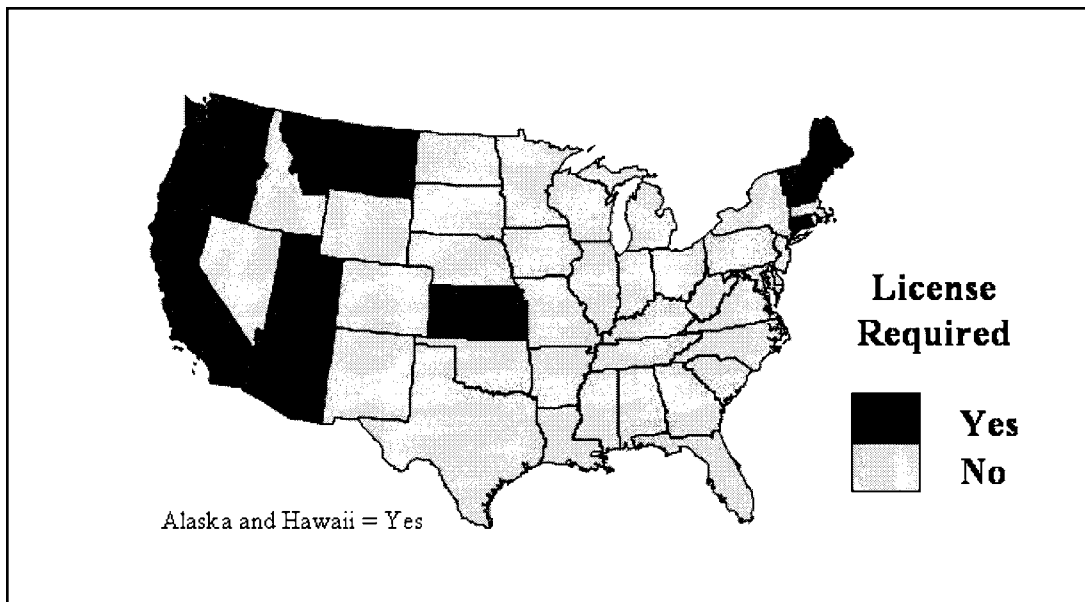 License
Required
Yes
No
Alaska and Hawaii = Yes